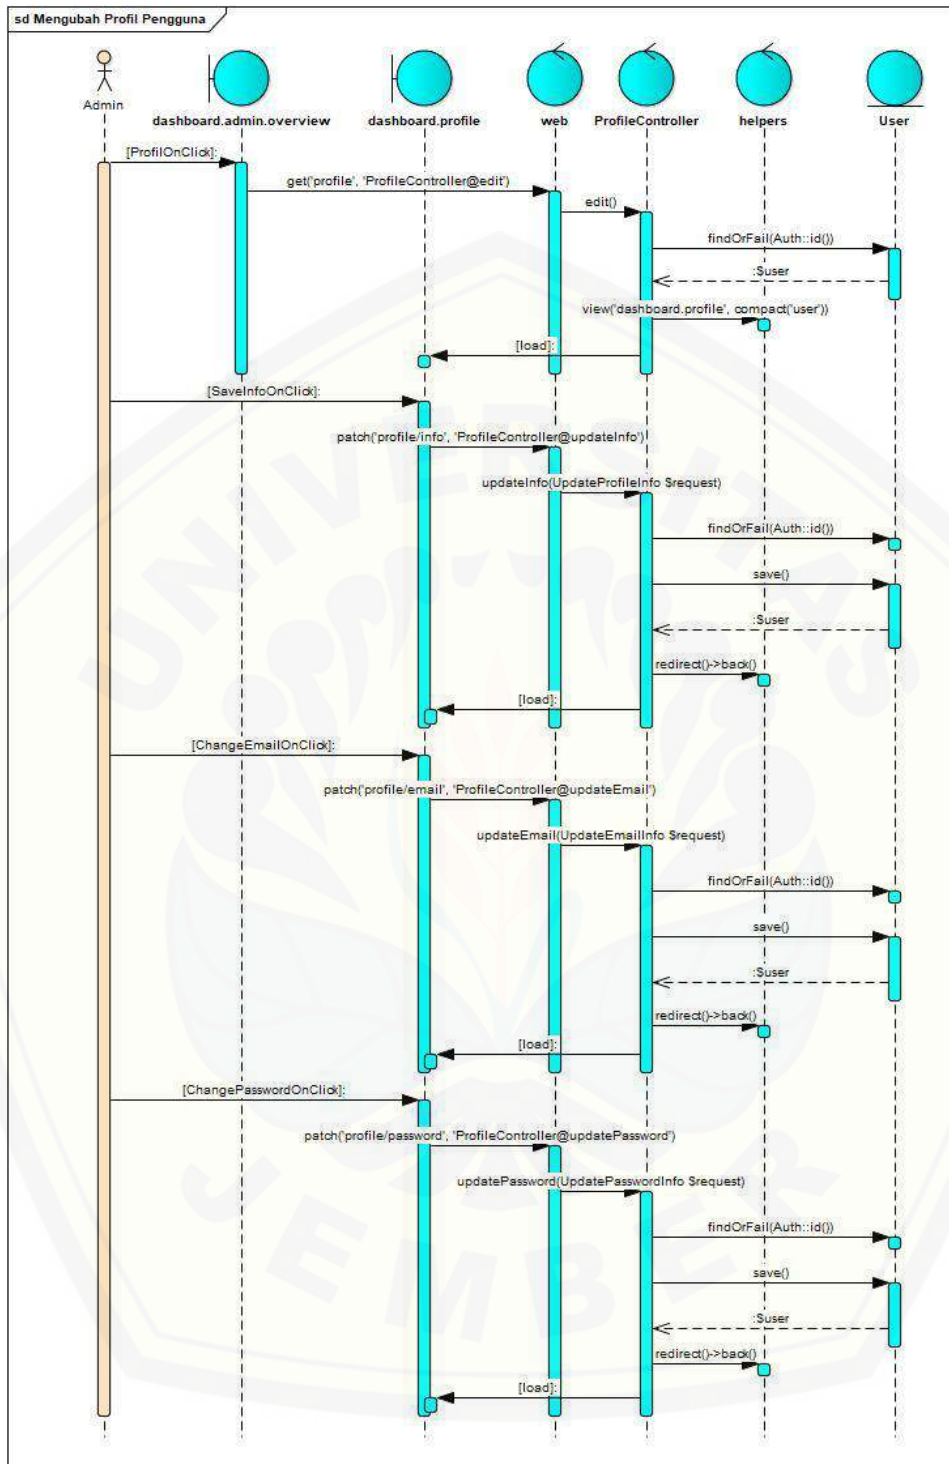 sd Mengubah Profil Pengguna
Admin
dashboard.admin.overview
dashboard.profile
web
ProfileController
helpers
User
[ProfilOnClick]:
get('profile', 'ProfileController@edit')
edit()
findOrFail(Auth::id())
:$user
view('dashboard.profile', compact('user'))
[load]:
[SaveInfoOnClick]:
patch('profile/info', 'ProfileController@updateInfo')
updateInfo(UpdateProfileInfo $request)
findOrFail(Auth::id())
save()
:$user
redirect()->back()
[load]:
[ChangeEmailOnClick]:
patch('profile/email', 'ProfileController@updateEmail')
updateEmail(UpdateEmailInfo $request)
findOrFail(Auth::id())
save()
:$user
redirect()->back()
[load]:
[ChangePasswordOnClick]:
patch('profile/password', 'ProfileController@updatePassword')
updatePassword(UpdatePasswordInfo $request)
findOrFail(Auth::id())
save()
:$user
redirect()->back()
[load]:
UNIVERSITAS
JEMBER